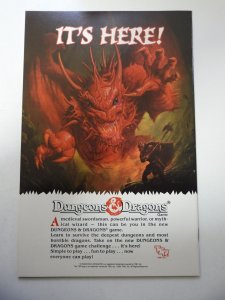 IT'S HERE!
Dungeons & Dragons®
Game
A medieval swordsman, powerful warrior, or myth-
ical wizard — this can be you in the new
DUNGEONS & DRAGONS® game.
Learn to survive the deepest dungeons and most
horrible dragons. Take on the new DUNGEONS &
DRAGONS game challenge . . . it's here!
Simple to play . . . fun to play . . . now
everyone can play!